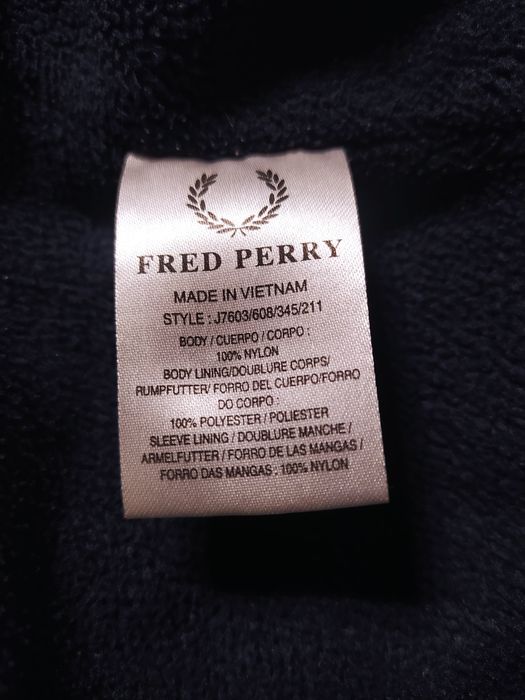 FRED PERRY
MADE IN VIETNAM
STYLE : J7603/608/345/211
BODY / CUERPO / CORPO :
100% NYLON
BODY LINING/DOUBLURE CORPS/
RUMPFUTTER/ FORRO DEL CUERPO/FORRO
DO CORPO :
100% POLYESTER / POLIESTER
SLEEVE LINING / DOUBLURE MANCHE /
ARMELFUTTER / FORRO DE LAS MANGAS /
FORRO DAS MANGAS : 100% NYLON